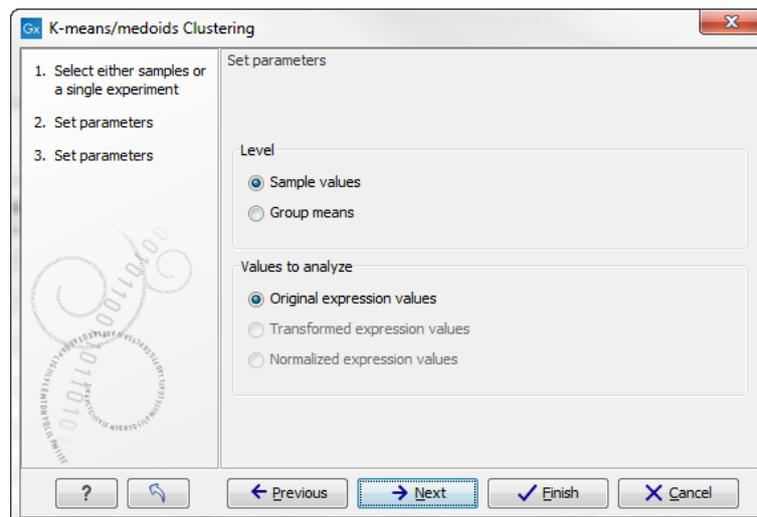 Gx K-means/medoids Clustering
1. Select either samples or
a single experiment
2. Set parameters
3. Set parameters
Set parameters
Level
Sample values
Group means
Values to analyze
Original expression values
Transformed expression values
Normalized expression values
? Previous Next Finish Cancel